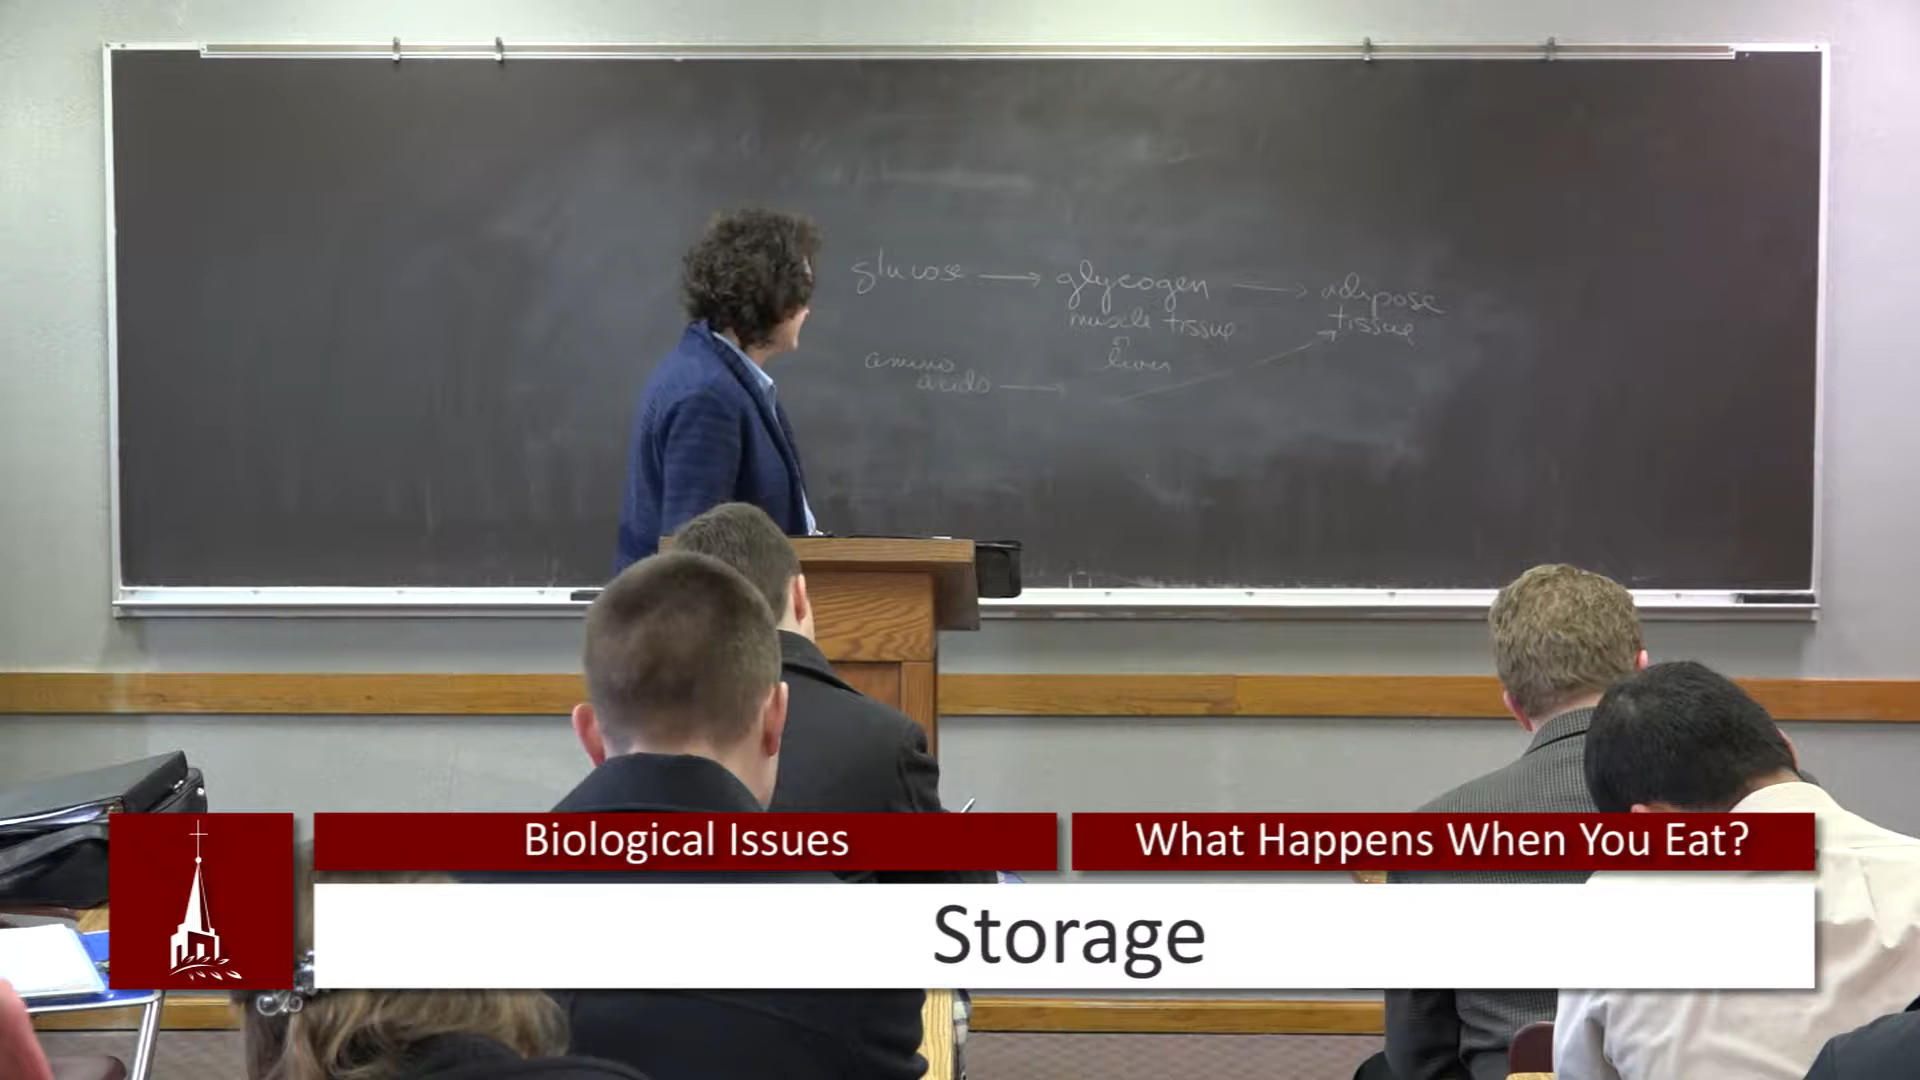 glucose → glycogen → adipose
muscle tissue tissue
liver
amino
acids →
Biological Issues
What Happens When You Eat?
Storage